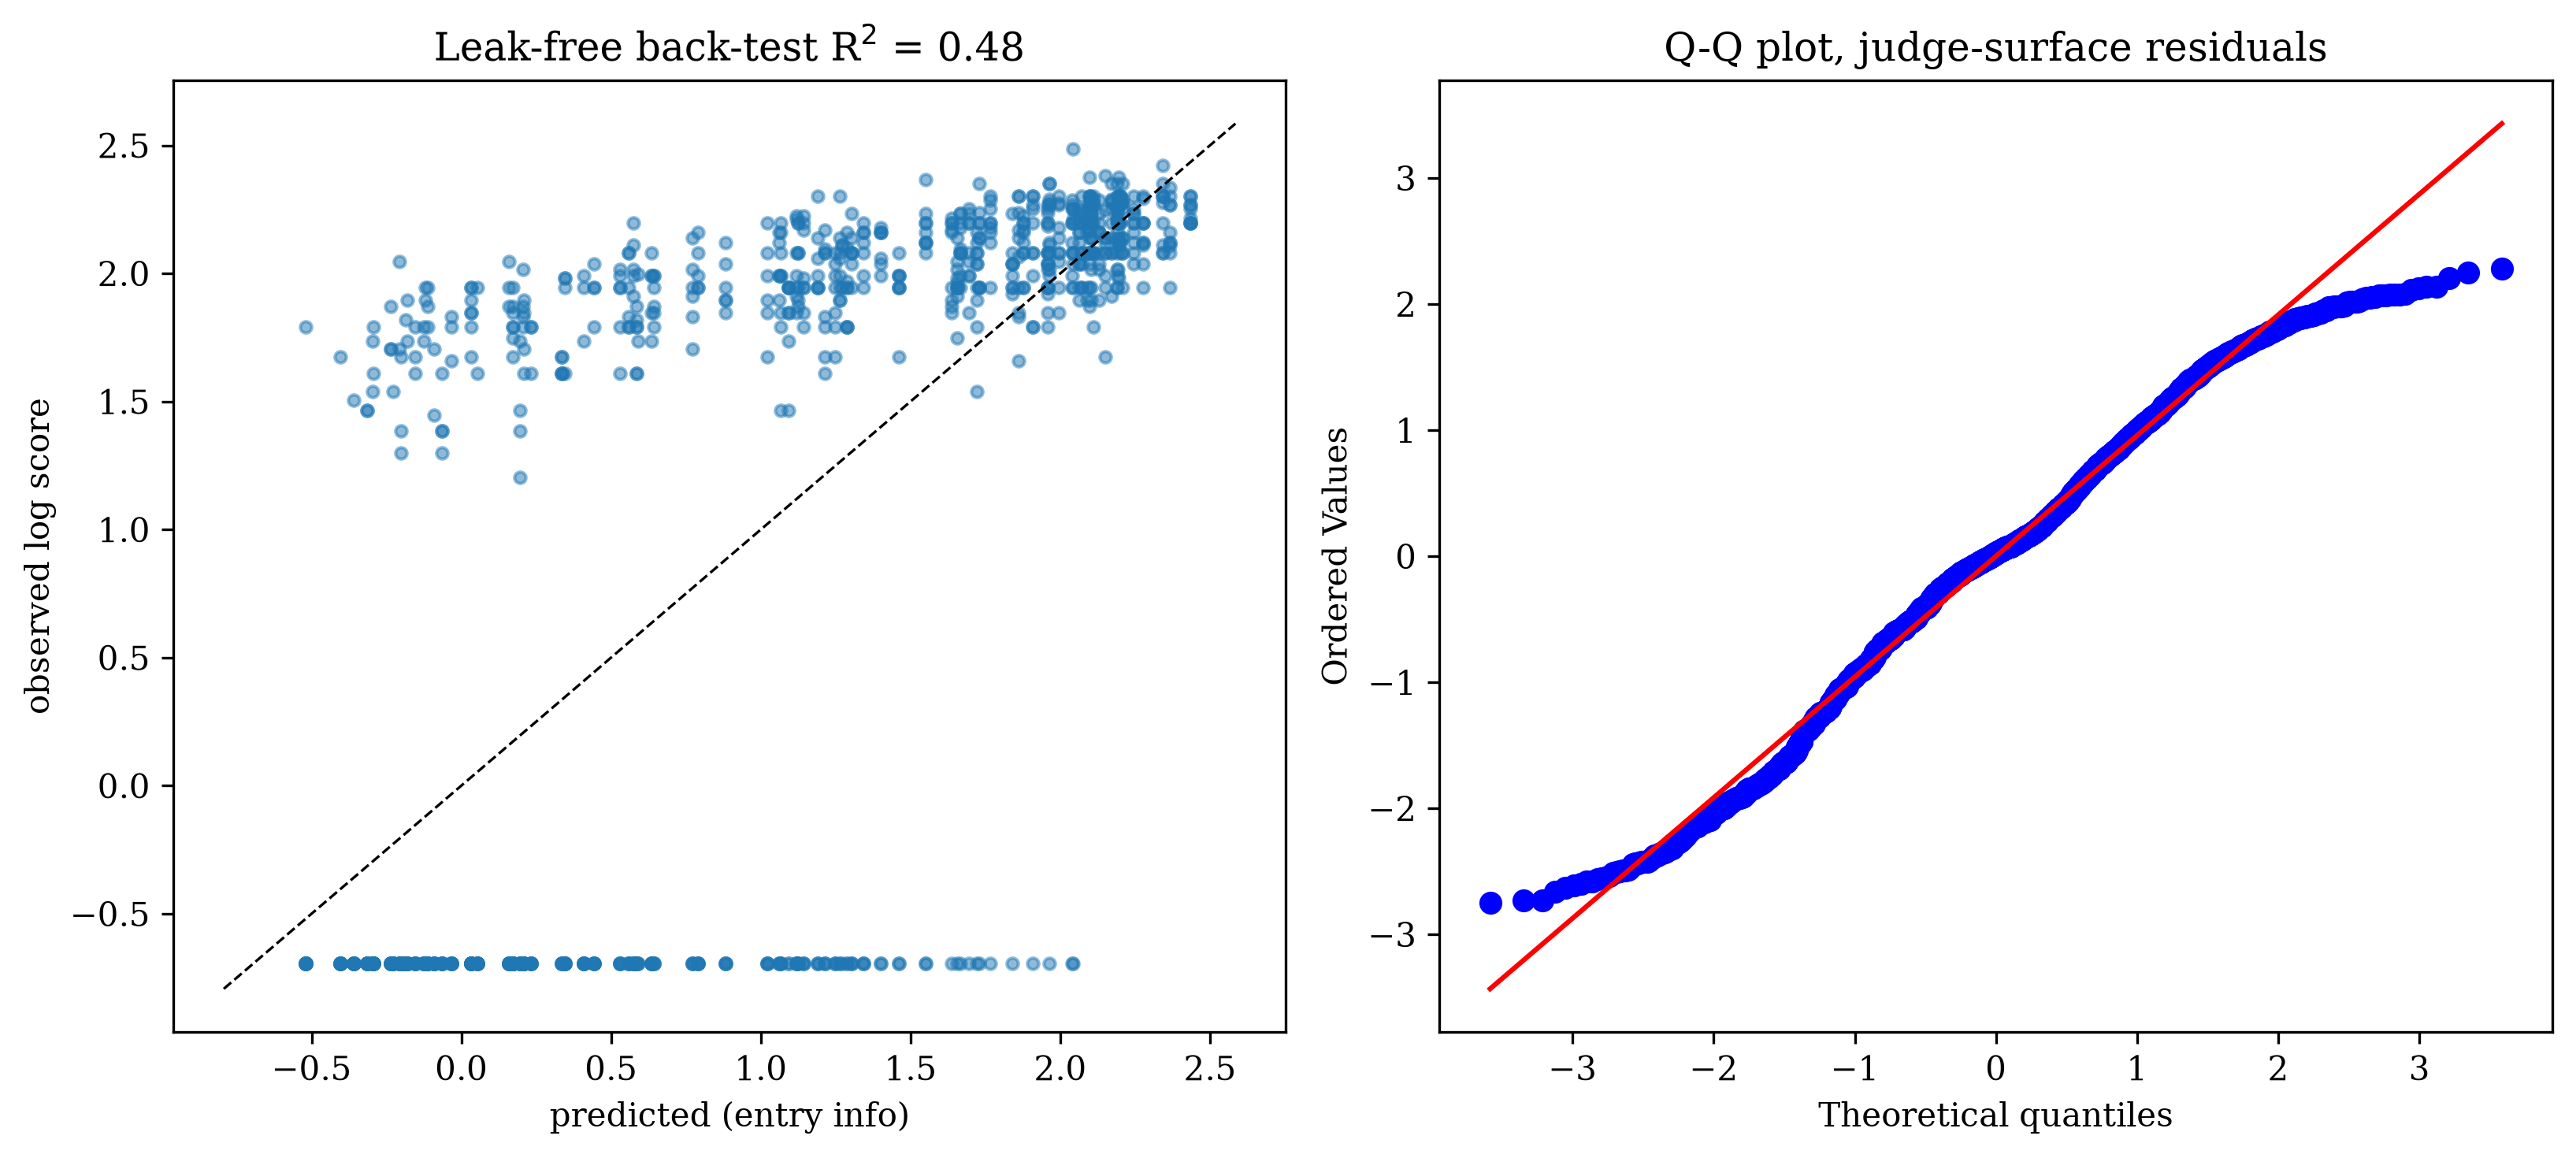 Leak-free back-test R² = 0.48
observed log score
2.5
2.0
1.5
1.0
0.5
0.0
−0.5
−0.5 0.0 0.5 1.0 1.5 2.0 2.5
predicted (entry info)
Q-Q plot, judge-surface residuals
Ordered Values
3
2
1
0
−1
−2
−3
−3 −2 −1 0 1 2 3
Theoretical quantiles